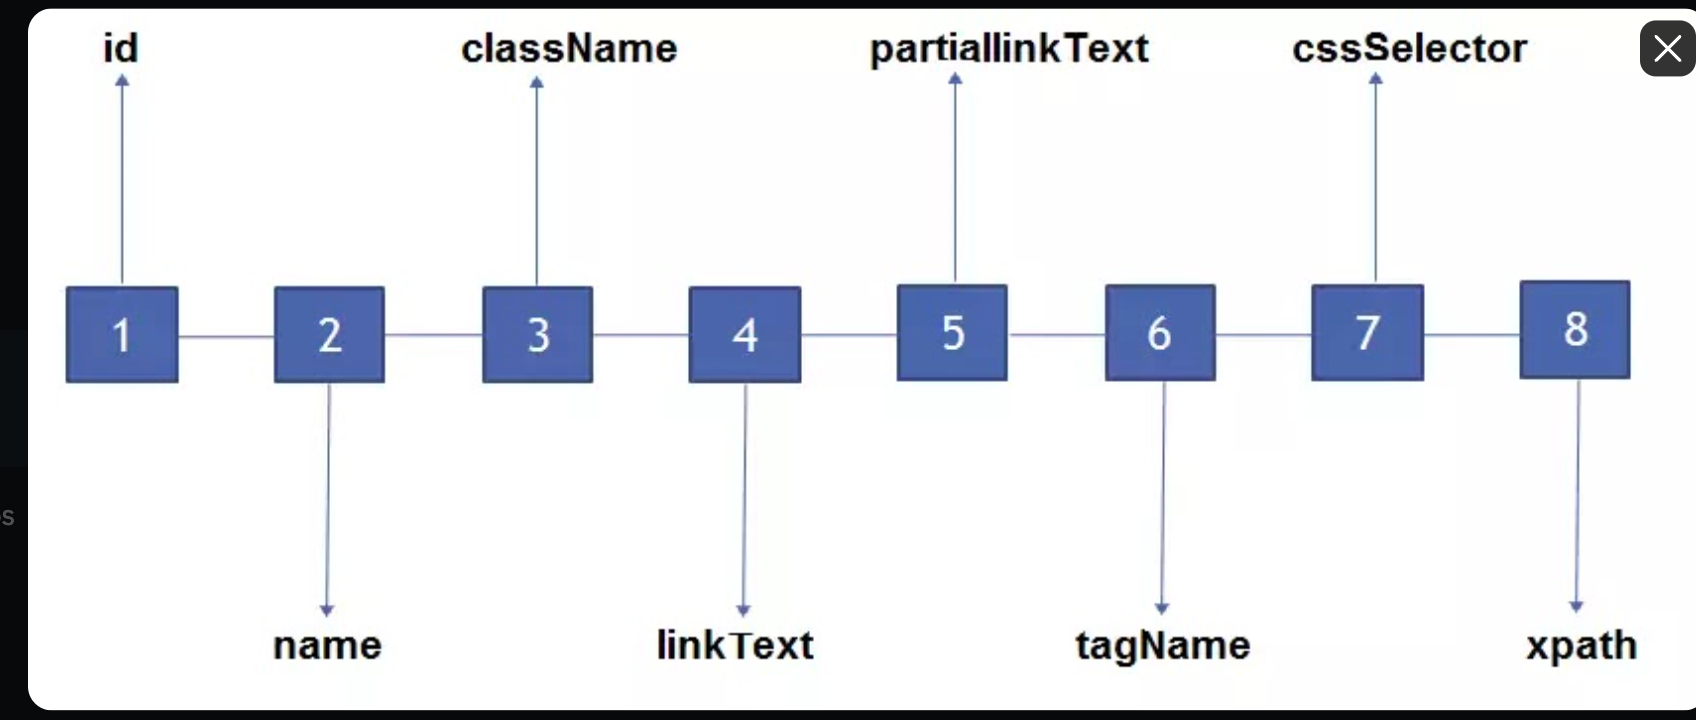 id className partiallinkText cssSelector
1 2 3 4 5 6 7 8
name linkText tagName xpath